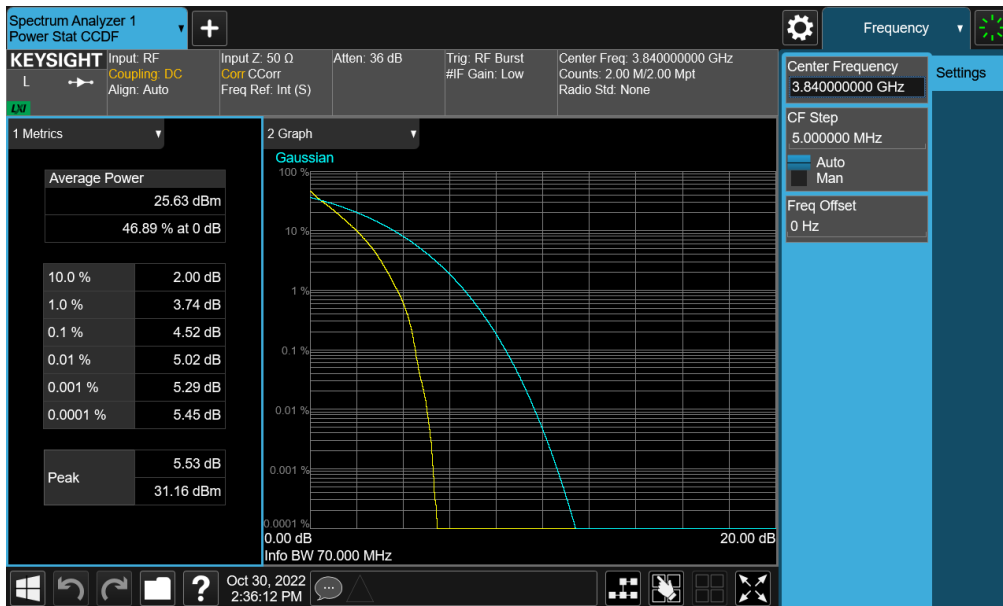 Spectrum Analyzer 1
Power Stat CCDF
Frequency
KEYSIGHT
L
LXI
Input: RF
Coupling: DC
Align: Auto
Input Z: 50 Ω
Corr CCorr
Freq Ref: Int (S)
Atten: 36 dB
Trig: RF Burst
#IF Gain: Low
Center Freq: 3.840000000 GHz
Counts: 2.00 M/2.00 Mpt
Radio Std: None
Center Frequency
3.840000000 GHz
Settings
CF Step
5.000000 MHz
Auto
Man
Freq Offset
0 Hz
1 Metrics
Average Power
25.63 dBm
46.89 % at 0 dB
10.0 % 2.00 dB
1.0 % 3.74 dB
0.1 % 4.52 dB
0.01 % 5.02 dB
0.001 % 5.29 dB
0.0001 % 5.45 dB
Peak
5.53 dB
31.16 dBm
2 Graph
Gaussian
100 %
10 %
1 %
0.1 %
0.01 %
0.001 %
0.0001 %
0.00 dB 20.00 dB
Info BW 70.000 MHz
?
Oct 30, 2022
2:36:12 PM